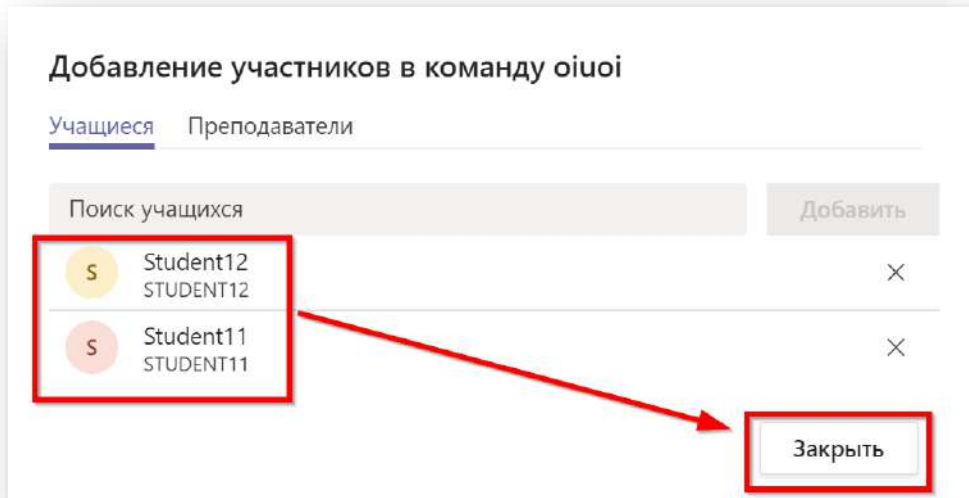 Добавление участников в команду oiuoi
Учащиеся Преподаватели
Поиск учащихся Добавить
S Student12
STUDENT12
S Student11
STUDENT11
Закрыть